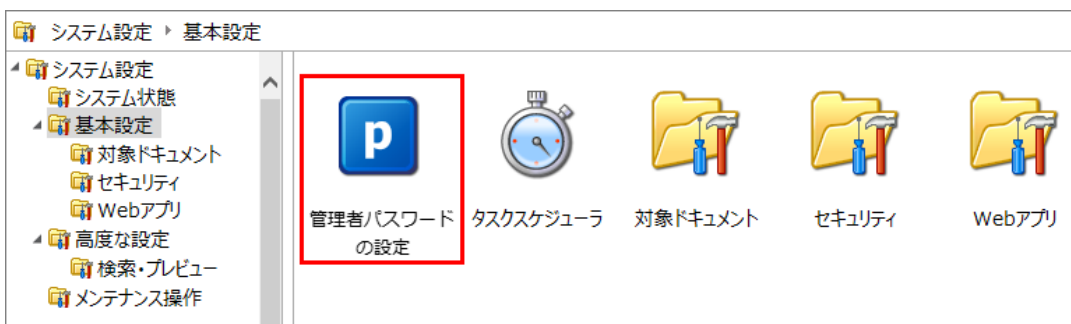 システム設定 ▸ 基本設定
システム設定
システム状態
基本設定
対象ドキュメント
セキュリティ
Webアプリ
高度な設定
検索・プレビュー
メンテナンス操作
p
管理者パスワード
の設定
タスクスケジューラ
対象ドキュメント
セキュリティ
Webアプリ